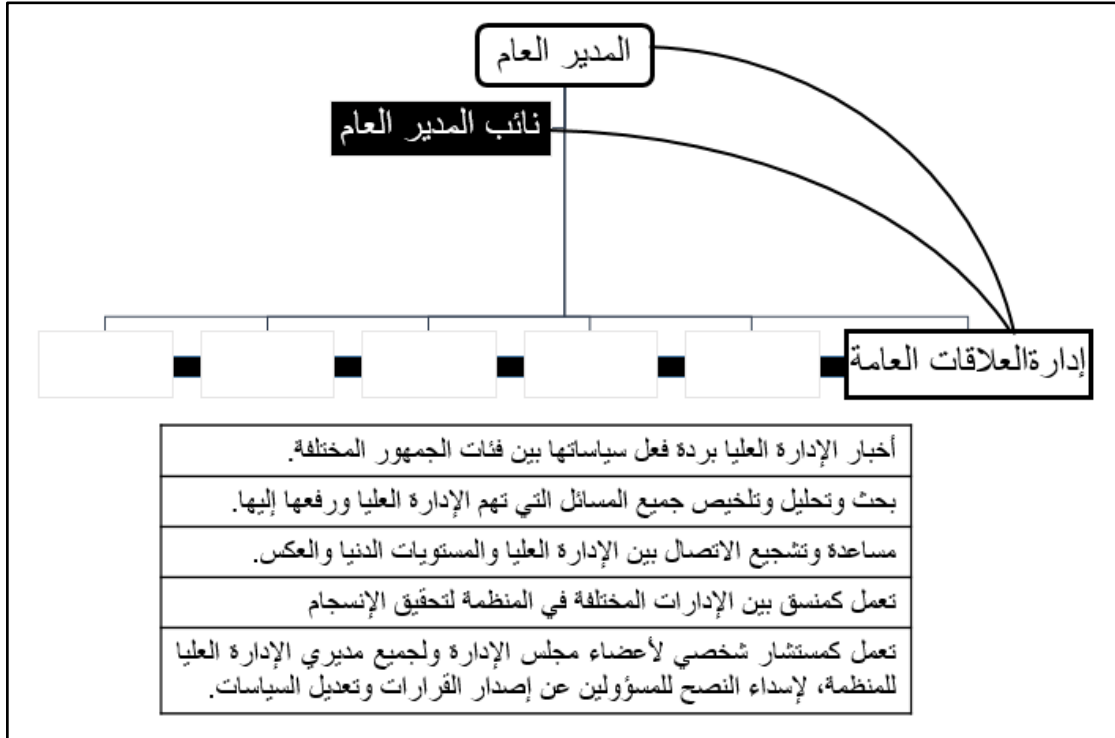 المدير العام
نائب المدير العام
إدارةالعلاقات العامة
أخبار الإدارة العليا بردة فعل سياساتها بين فئات الجمهور المختلفة.
بحث وتحليل وتلخيص جميع المسائل التي تهم الإدارة العليا ورفعها إليها.
مساعدة وتشجيع الاتصال بين الإدارة العليا والمستويات الدنيا والعكس.
تعمل كمنسق بين الإدارات المختلفة في المنظمة لتحقيق الإنسجام
تعمل كمستشار شخصي لأعضاء مجلس الإدارة ولجميع مديري الإدارة العليا
للمنظمة، لإسداء النصح للمسؤولين عن إصدار القرارات وتعديل السياسات.